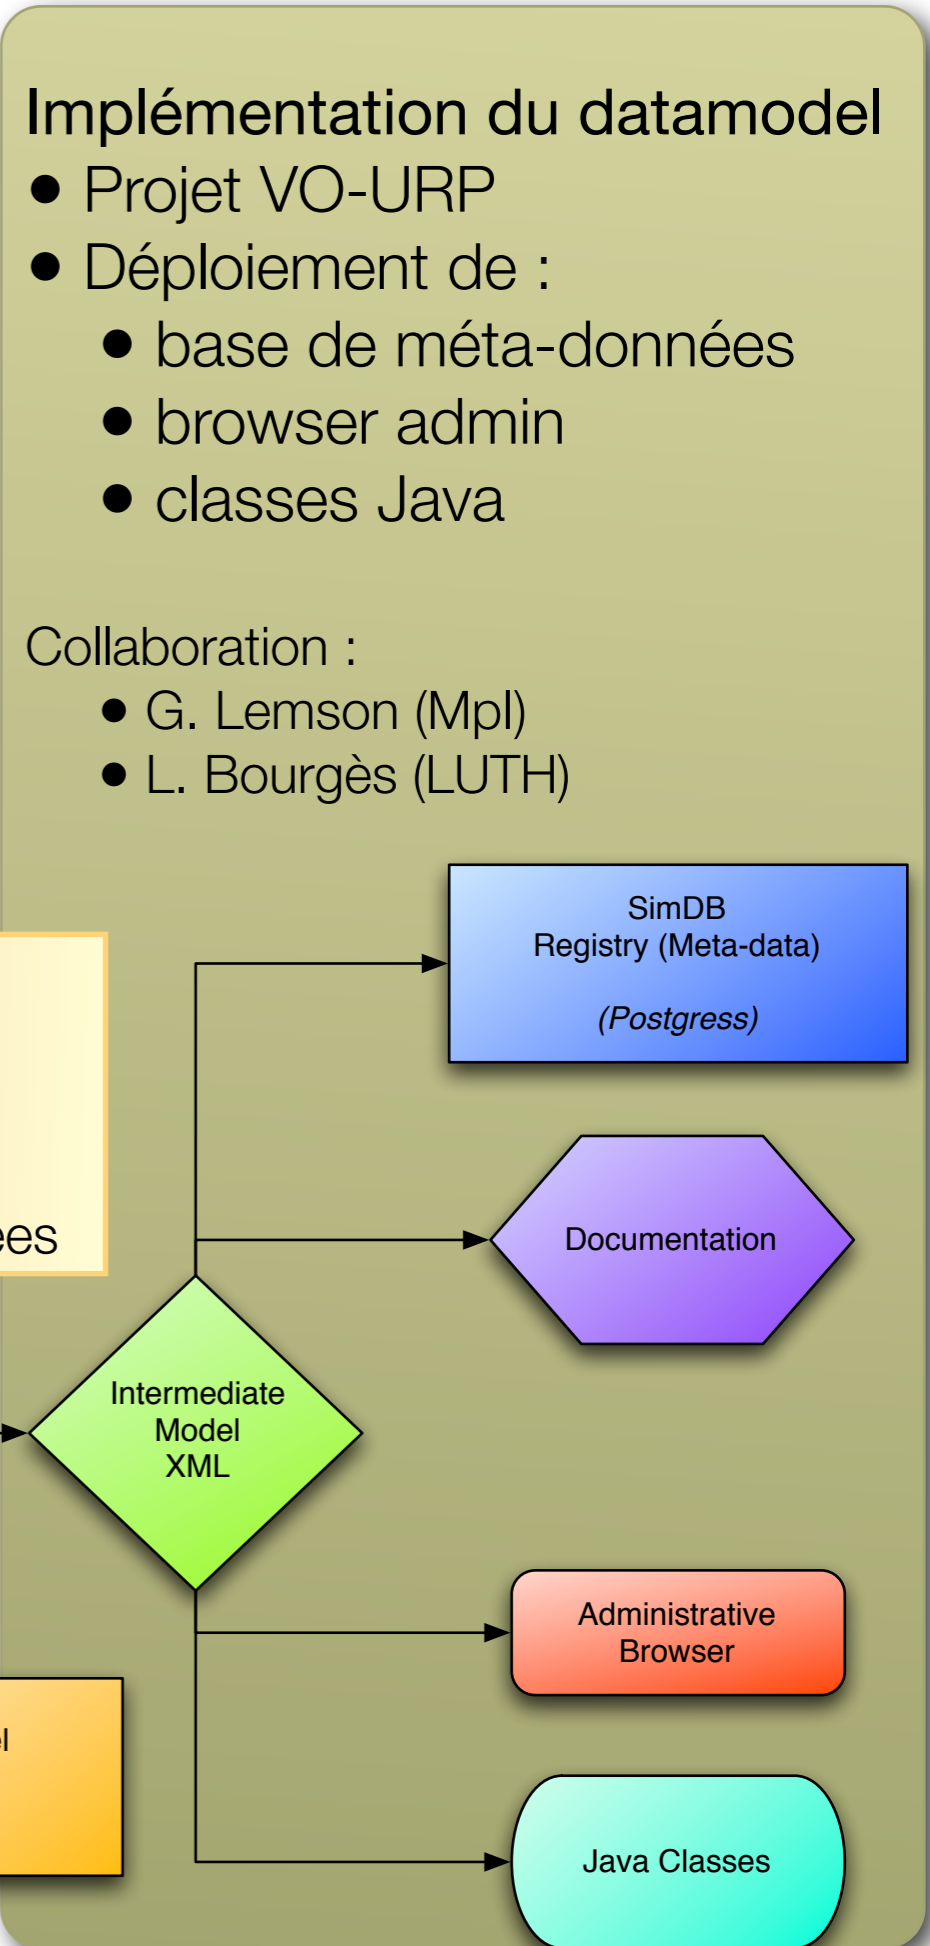 Implémentation du datamodel
• Projet VO-URP
• Déploiement de :
• base de méta-données
• browser admin
• classes Java
Collaboration :
• G. Lemson (Mpl)
• L. Bourgès (LUTH)
SimDB
Registry (Meta-data)
(Postgress)
Documentation
Intermediate
Model
XML
Administrative
Browser
Java Classes